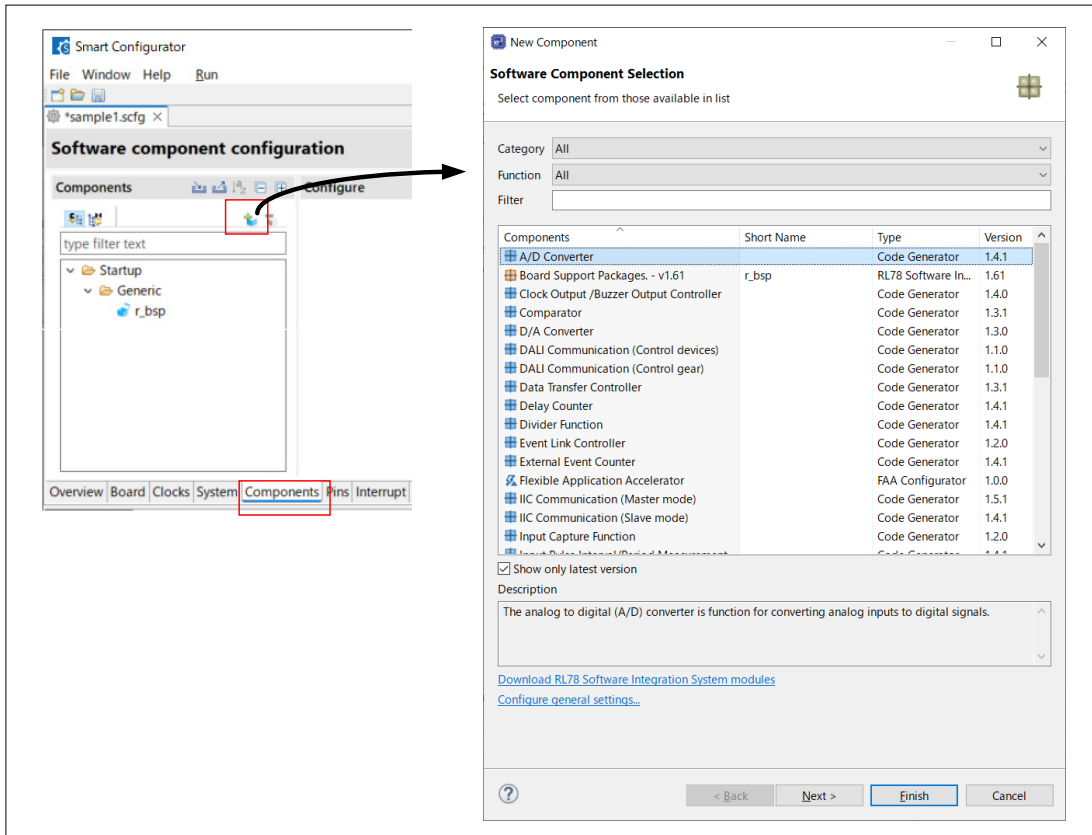 Smart Configurator
File Window Help Run
*sample1.scfg
Software component configuration
Components
Configure
type filter text
Startup
Generic
r_bsp
Overview Board Clocks System Components Pins Interrupt
New Component
Software Component Selection
Select component from those available in list
Category All
Function All
Filter
Components Short Name Type Version
A/D Converter Code Generator 1.4.1
Board Support Packages. - v1.61 r_bsp RL78 Software In... 1.61
Clock Output /Buzzer Output Controller Code Generator 1.4.0
Comparator Code Generator 1.3.1
D/A Converter Code Generator 1.3.0
DALI Communication (Control devices) Code Generator 1.1.0
DALI Communication (Control gear) Code Generator 1.1.0
Data Transfer Controller Code Generator 1.3.1
Delay Counter Code Generator 1.4.1
Divider Function Code Generator 1.4.1
Event Link Controller Code Generator 1.2.0
External Event Counter Code Generator 1.4.1
Flexible Application Accelerator FAA Configurator 1.0.0
IIC Communication (Master mode) Code Generator 1.5.1
IIC Communication (Slave mode) Code Generator 1.4.1
Input Capture Function Code Generator 1.2.0
Input Pulse Interval/Period Measurement Code Generator 1.4.1
Show only latest version
Description
The analog to digital (A/D) converter is function for converting analog inputs to digital signals.
Download RL78 Software Integration System modules
Configure general settings...
< Back Next > Finish Cancel